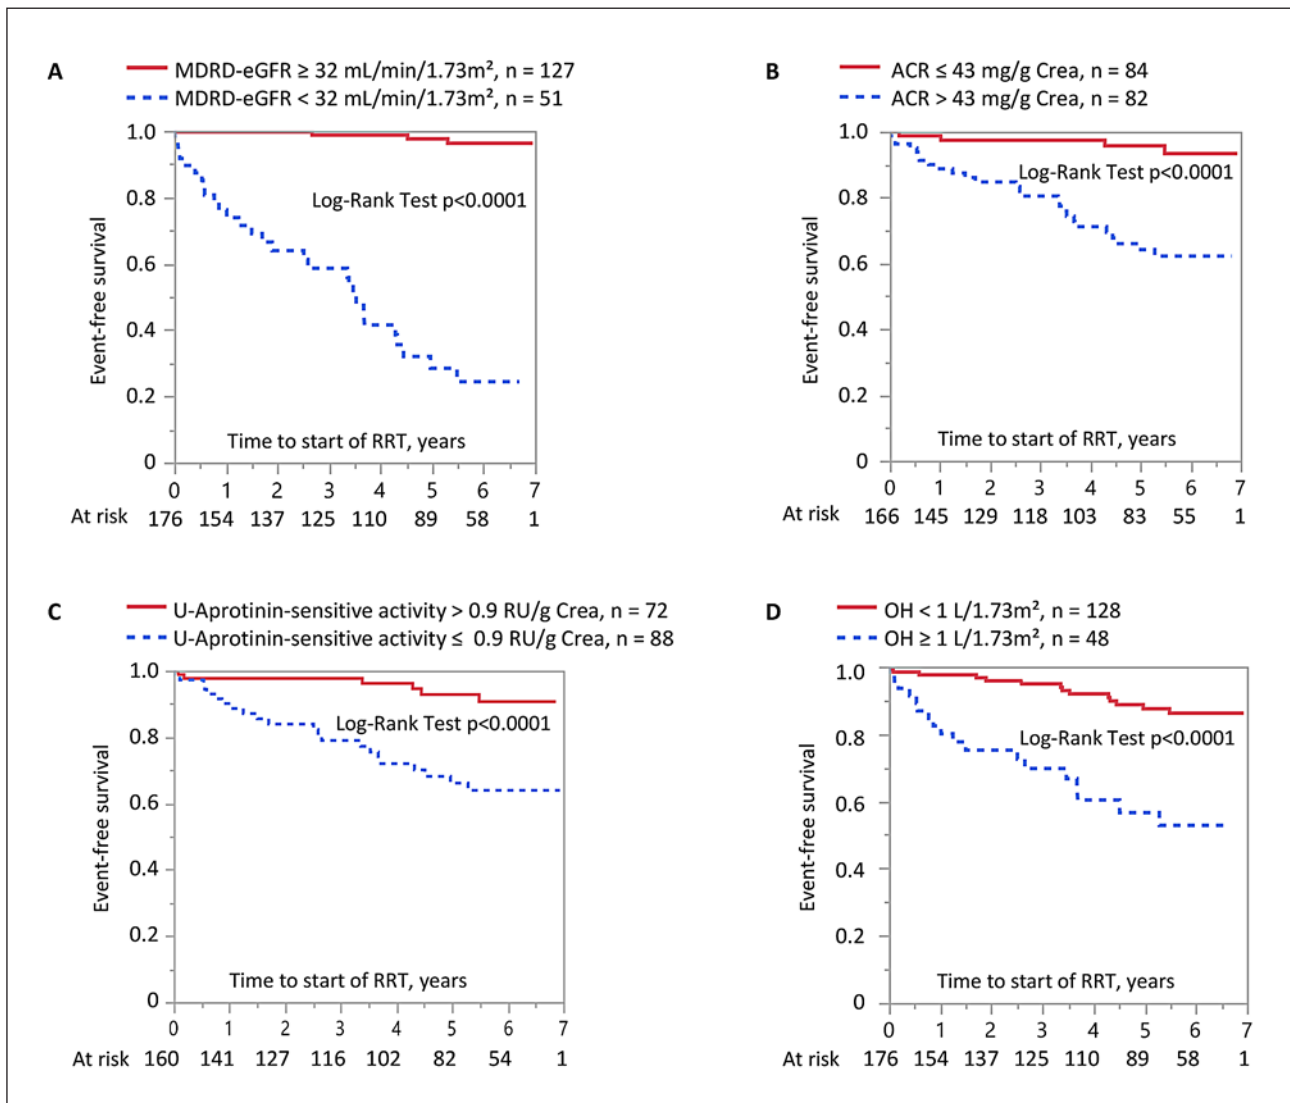 A
MDRD-eGFR ≥ 32 mL/min/1.73m², n = 127
MDRD-eGFR < 32 mL/min/1.73m², n = 51
1.0
0.8
0.6
0.4
0.2
0
Event-free survival
Log-Rank Test p<0.0001
Time to start of RRT, years
0 1 2 3 4 5 6 7
At risk 176 154 137 125 110 89 58 1
B
ACR ≤ 43 mg/g Crea, n = 84
ACR > 43 mg/g Crea, n = 82
1.0
0.8
0.6
0.4
0.2
0
Event-free survival
Log-Rank Test p<0.0001
Time to start of RRT, years
0 1 2 3 4 5 6 7
At risk 166 145 129 118 103 83 55 1
C
U-Aprotinin-sensitive activity > 0.9 RU/g Crea, n = 72
U-Aprotinin-sensitive activity ≤ 0.9 RU/g Crea, n = 88
1.0
0.8
0.6
0.4
0.2
0
Event-free survival
Log-Rank Test p<0.0001
Time to start of RRT, years
0 1 2 3 4 5 6 7
At risk 160 141 127 116 102 82 54 1
D
OH < 1 L/1.73m², n = 128
OH ≥ 1 L/1.73m², n = 48
1.0
0.8
0.6
0.4
0.2
0
Event-free survival
Log-Rank Test p<0.0001
Time to start of RRT, years
0 1 2 3 4 5 6 7
At risk 176 154 137 125 110 89 58 1